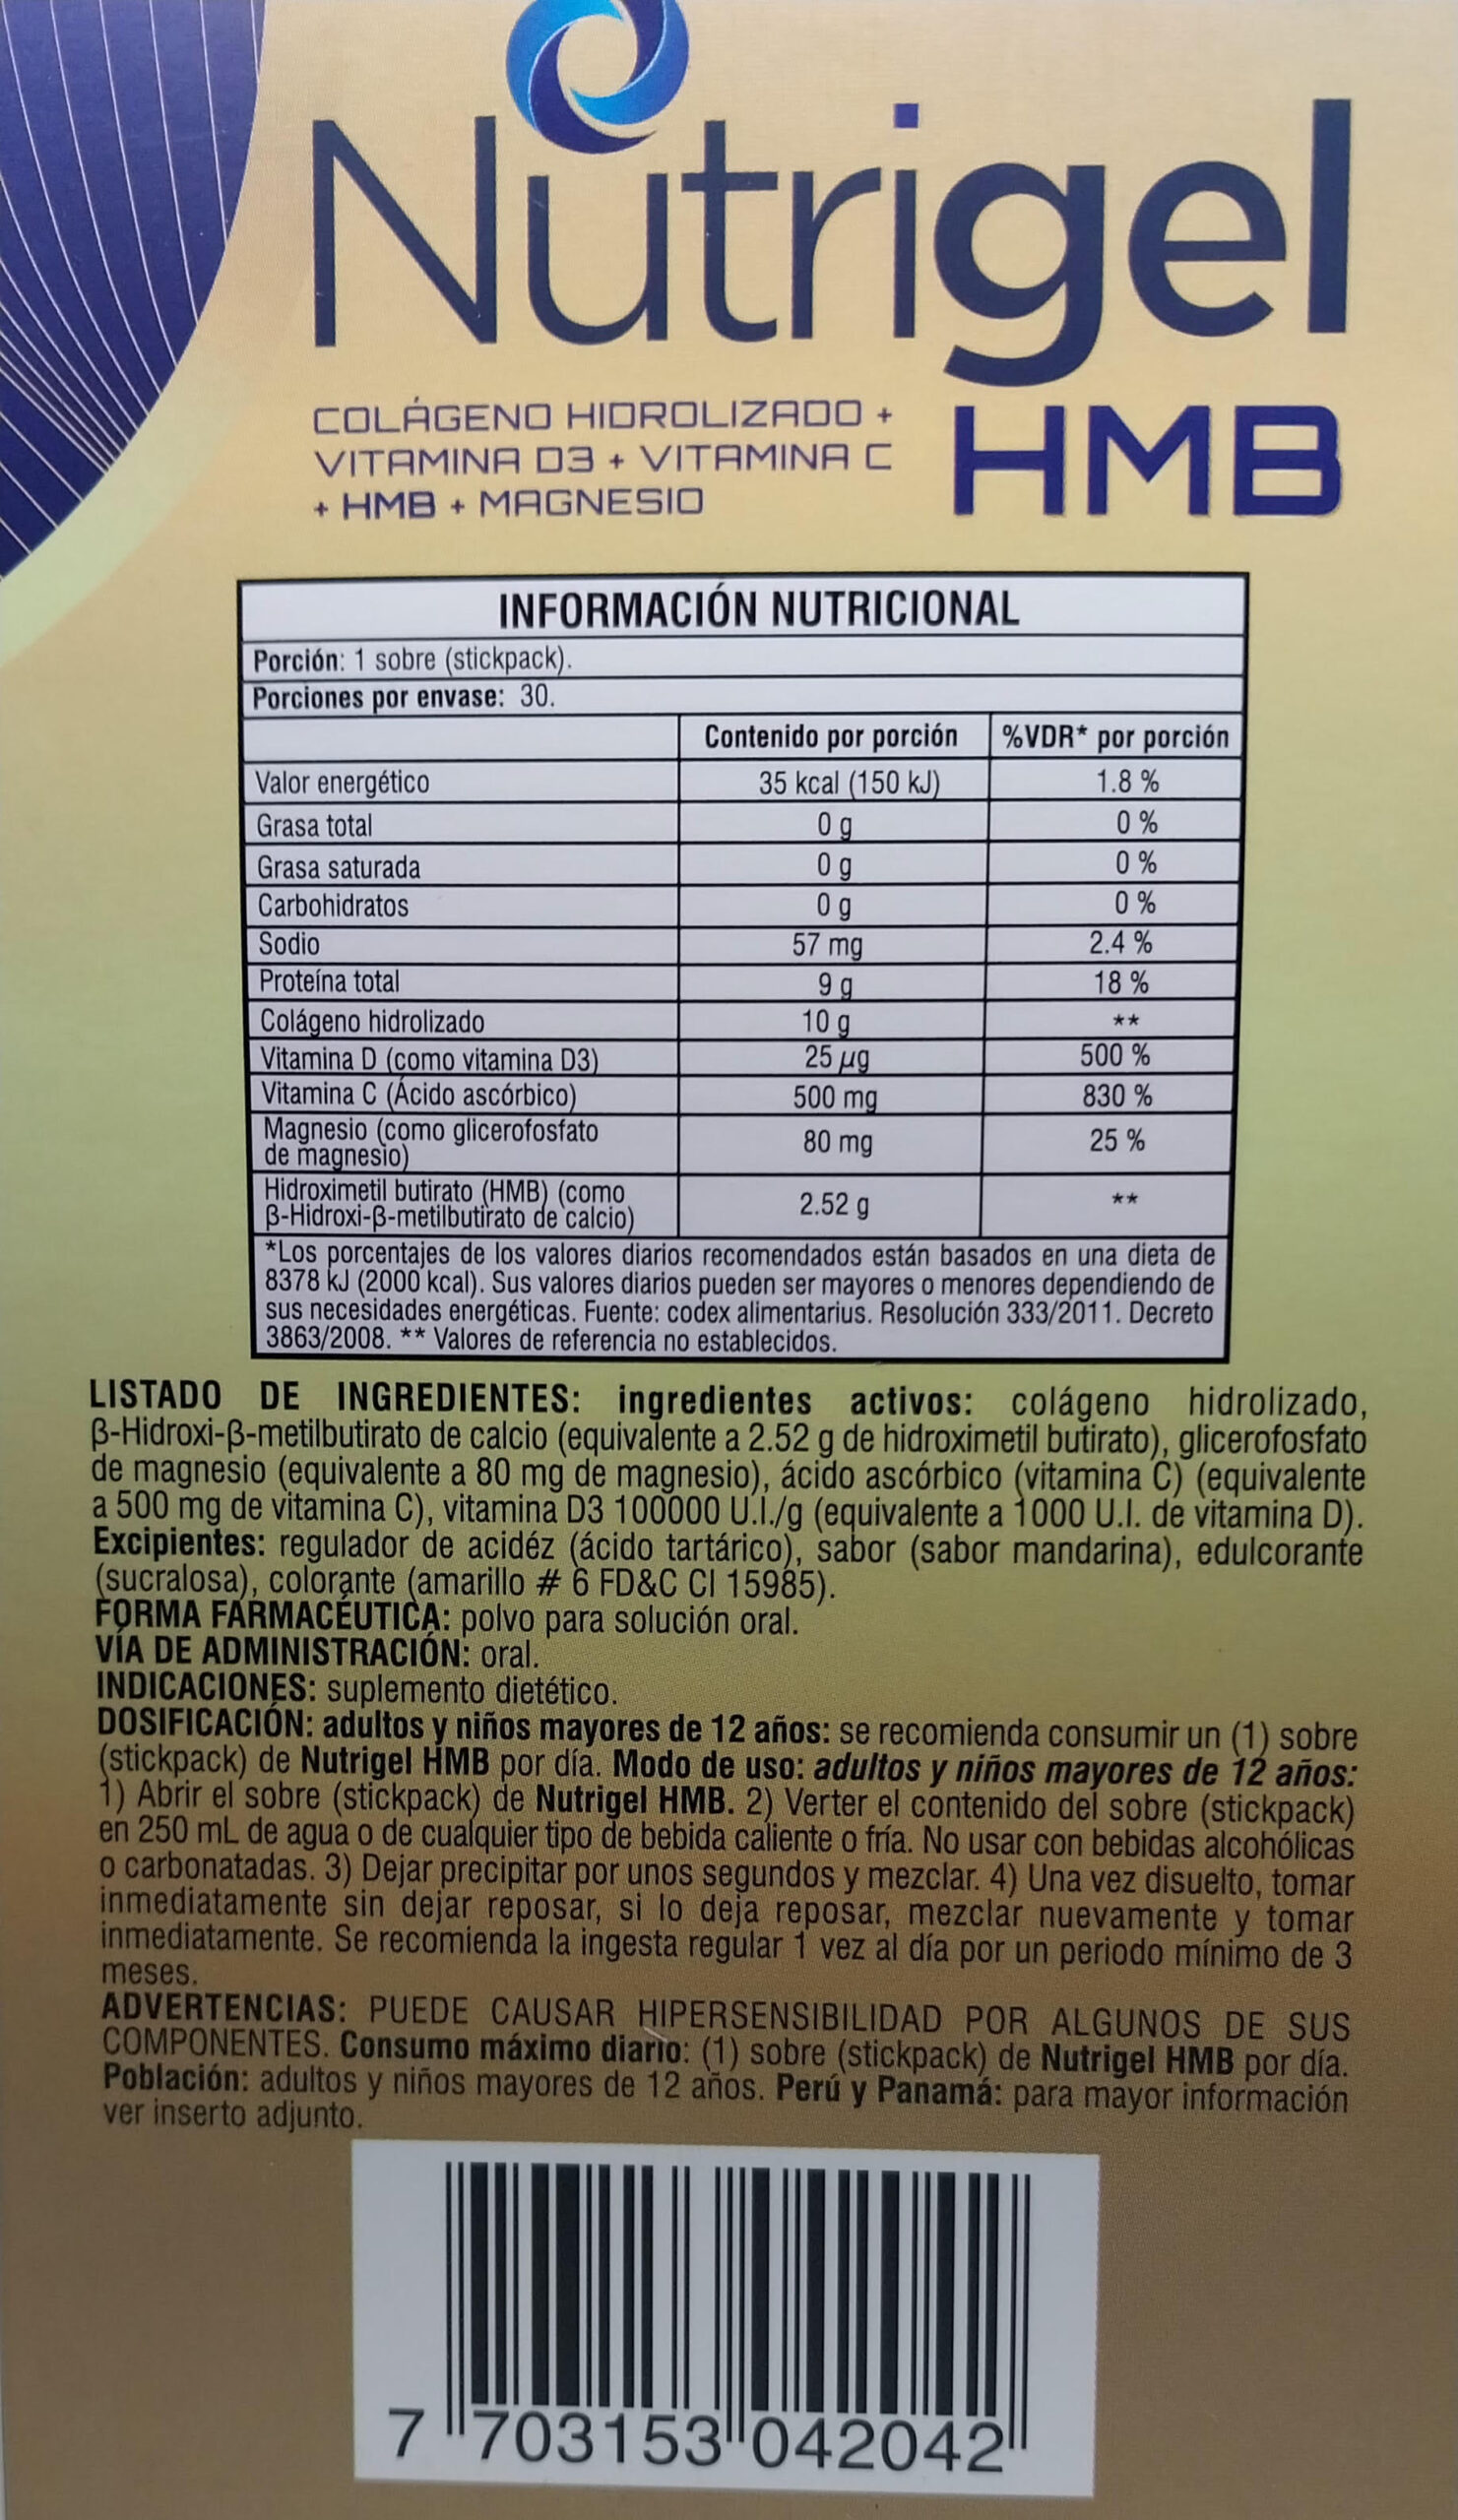 Nutrigel
COLÁGENO HIDROLIZADO +
VITAMINA D3 + VITAMINA C
+ HMB + MAGNESIO
HMB
INFORMACIÓN NUTRICIONAL
Porción: 1 sobre (stickpack).
Porciones por envase: 30.
Contenido por porción %VDR* por porción
Valor energético 35 kcal (150 kJ) 1.8 %
Grasa total 0 g 0 %
Grasa saturada 0 g 0 %
Carbohidratos 0 g 0 %
Sodio 57 mg 2.4 %
Proteína total 9 g 18 %
Colágeno hidrolizado 10 g **
Vitamina D (como vitamina D3) 25 µg 500 %
Vitamina C (Ácido ascórbico) 500 mg 830 %
Magnesio (como glicerofosfato
de magnesio) 80 mg 25 %
Hidroximetil butirato (HMB) (como
β-Hidroxi-β-metilbutirato de calcio) 2.52 g **
*Los porcentajes de los valores diarios recomendados están basados en una dieta de
8378 kJ (2000 kcal). Sus valores diarios pueden ser mayores o menores dependiendo de
sus necesidades energéticas. Fuente: codex alimentarius. Resolución 333/2011. Decreto
3863/2008. ** Valores de referencia no establecidos.
LISTADO DE INGREDIENTES: ingredientes activos: colágeno hidrolizado,
β-Hidroxi-β-metilbutirato de calcio (equivalente a 2.52 g de hidroximetil butirato), glicerofosfato
de magnesio (equivalente a 80 mg de magnesio), ácido ascórbico (vitamina C) (equivalente
a 500 mg de vitamina C), vitamina D3 100000 U.I./g (equivalente a 1000 U.I. de vitamina D).
Excipientes: regulador de acidéz (ácido tartárico), sabor (sabor mandarina), edulcorante
(sucralosa), colorante (amarillo # 6 FD&C CI 15985).
FORMA FARMACÉUTICA: polvo para solución oral.
VÍA DE ADMINISTRACIÓN: oral.
INDICACIONES: suplemento dietético.
DOSIFICACIÓN: adultos y niños mayores de 12 años: se recomienda consumir un (1) sobre
(stickpack) de Nutrigel HMB por día. Modo de uso: adultos y niños mayores de 12 años:
1) Abrir el sobre (stickpack) de Nutrigel HMB. 2) Verter el contenido del sobre (stickpack)
en 250 mL de agua o de cualquier tipo de bebida caliente o fría. No usar con bebidas alcohólicas
o carbonatadas. 3) Dejar precipitar por unos segundos y mezclar. 4) Una vez disuelto, tomar
inmediatamente sin dejar reposar, si lo deja reposar, mezclar nuevamente y tomar
inmediatamente. Se recomienda la ingesta regular 1 vez al día por un periodo mínimo de 3
meses.
ADVERTENCIAS: PUEDE CAUSAR HIPERSENSIBILIDAD POR ALGUNOS DE SUS
COMPONENTES. Consumo máximo diario: (1) sobre (stickpack) de Nutrigel HMB por día.
Población: adultos y niños mayores de 12 años. Perú y Panamá: para mayor información
ver inserto adjunto.
7 703153 042042